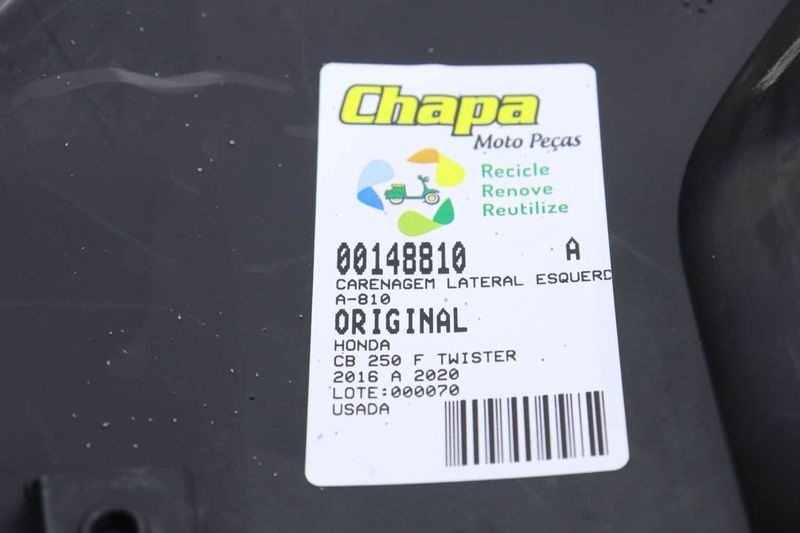 Chapa
Moto Peças
Recicle
Renove
Reutilize
00148810 A
CARENAGEM LATERAL ESQUERD
A-810
ORIGINAL
HONDA
CB 250 F TWISTER
2016 A 2020
LOTE:000070
USADA